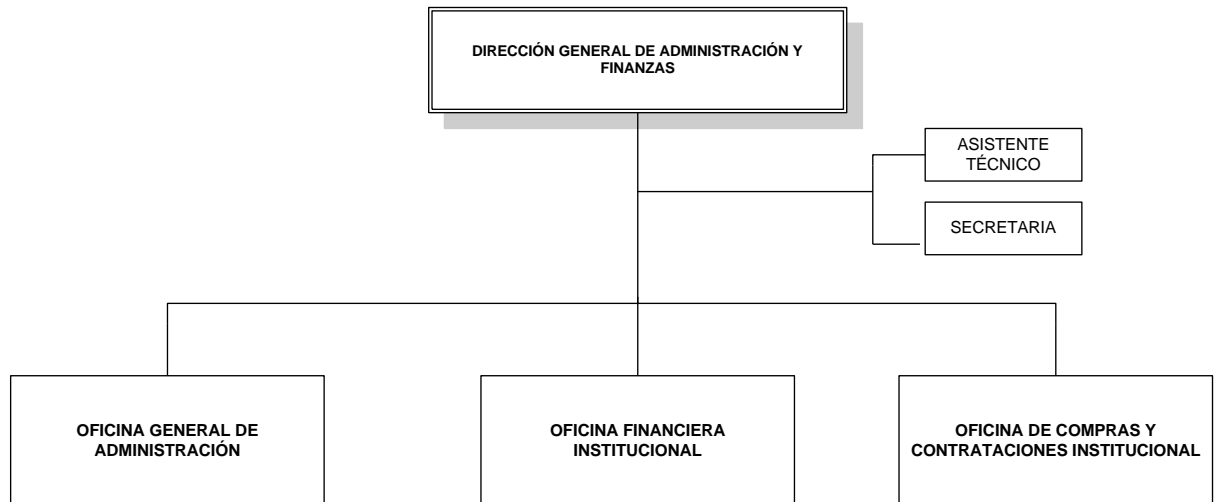 DIRECCIÓN GENERAL DE ADMINISTRACIÓN Y
FINANZAS
ASISTENTE
TÉCNICO
SECRETARIA
OFICINA GENERAL DE
ADMINISTRACIÓN
OFICINA FINANCIERA
INSTITUCIONAL
OFICINA DE COMPRAS Y
CONTRATACIONES INSTITUCIONAL